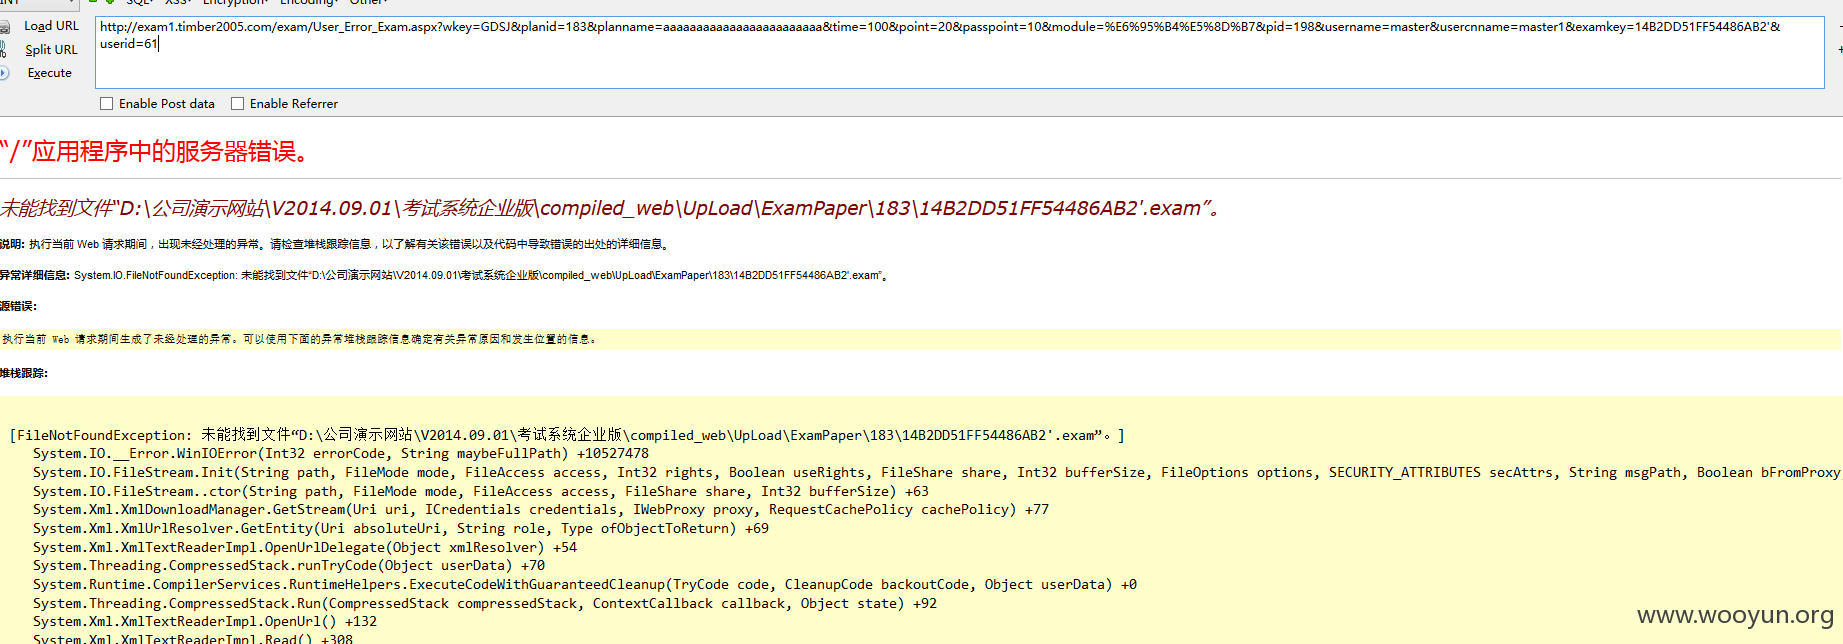 SQL▾ XSS▾ Encryption▾ Encoding▾ Other▾
Load URL
Split URL
Execute
http://exam1.timber2005.com/exam/User_Error_Exam.aspx?wkey=GDSJ&planid=183&planname=aaaaaaaaaaaaaaaaaaaaaaaa&time=100&point=20&passpoint=10&module=%E6%95%B4%E5%8D%B7&pid=198&username=master&usercnname=master1&examkey=14B2DD51FF54486AB2'&
userid=61
Enable Post data Enable Referrer
“/”应用程序中的服务器错误。
未能找到文件“D:\公司演示网站\V2014.09.01\考试系统企业版\compiled_web\UpLoad\ExamPaper\183\14B2DD51FF54486AB2'.exam”。
说明: 执行当前 Web 请求期间，出现未经处理的异常。请检查堆栈跟踪信息，以了解有关该错误以及代码中导致错误的出处的详细信息。
异常详细信息: System.IO.FileNotFoundException: 未能找到文件“D:\公司演示网站\V2014.09.01\考试系统企业版\compiled_web\UpLoad\ExamPaper\183\14B2DD51FF54486AB2'.exam”。
源错误:
执行当前 Web 请求期间生成了未经处理的异常。可以使用下面的异常堆栈跟踪信息确定有关异常原因和发生位置的信息。
堆栈跟踪:
[FileNotFoundException: 未能找到文件“D:\公司演示网站\V2014.09.01\考试系统企业版\compiled_web\UpLoad\ExamPaper\183\14B2DD51FF54486AB2'.exam”。]
System.IO.__Error.WinIOError(Int32 errorCode, String maybeFullPath) +10527478
System.IO.FileStream.Init(String path, FileMode mode, FileAccess access, Int32 rights, Boolean useRights, FileShare share, Int32 bufferSize, FileOptions options, SECURITY_ATTRIBUTES secAttrs, String msgPath, Boolean bFromProxy
System.IO.FileStream..ctor(String path, FileMode mode, FileAccess access, FileShare share, Int32 bufferSize) +63
System.Xml.XmlDownloadManager.GetStream(Uri uri, ICredentials credentials, IWebProxy proxy, RequestCachePolicy cachePolicy) +77
System.Xml.XmlUrlResolver.GetEntity(Uri absoluteUri, String role, Type ofObjectToReturn) +69
System.Xml.XmlTextReaderImpl.OpenUrlDelegate(Object xmlResolver) +54
System.Threading.CompressedStack.runTryCode(Object userData) +70
System.Runtime.CompilerServices.RuntimeHelpers.ExecuteCodeWithGuaranteedCleanup(TryCode code, CleanupCode backoutCode, Object userData) +0
System.Threading.CompressedStack.Run(CompressedStack compressedStack, ContextCallback callback, Object state) +92
System.Xml.XmlTextReaderImpl.OpenUrl() +132
System.Xml.XmlTextReaderImpl.Read() +308
www.wooyun.org